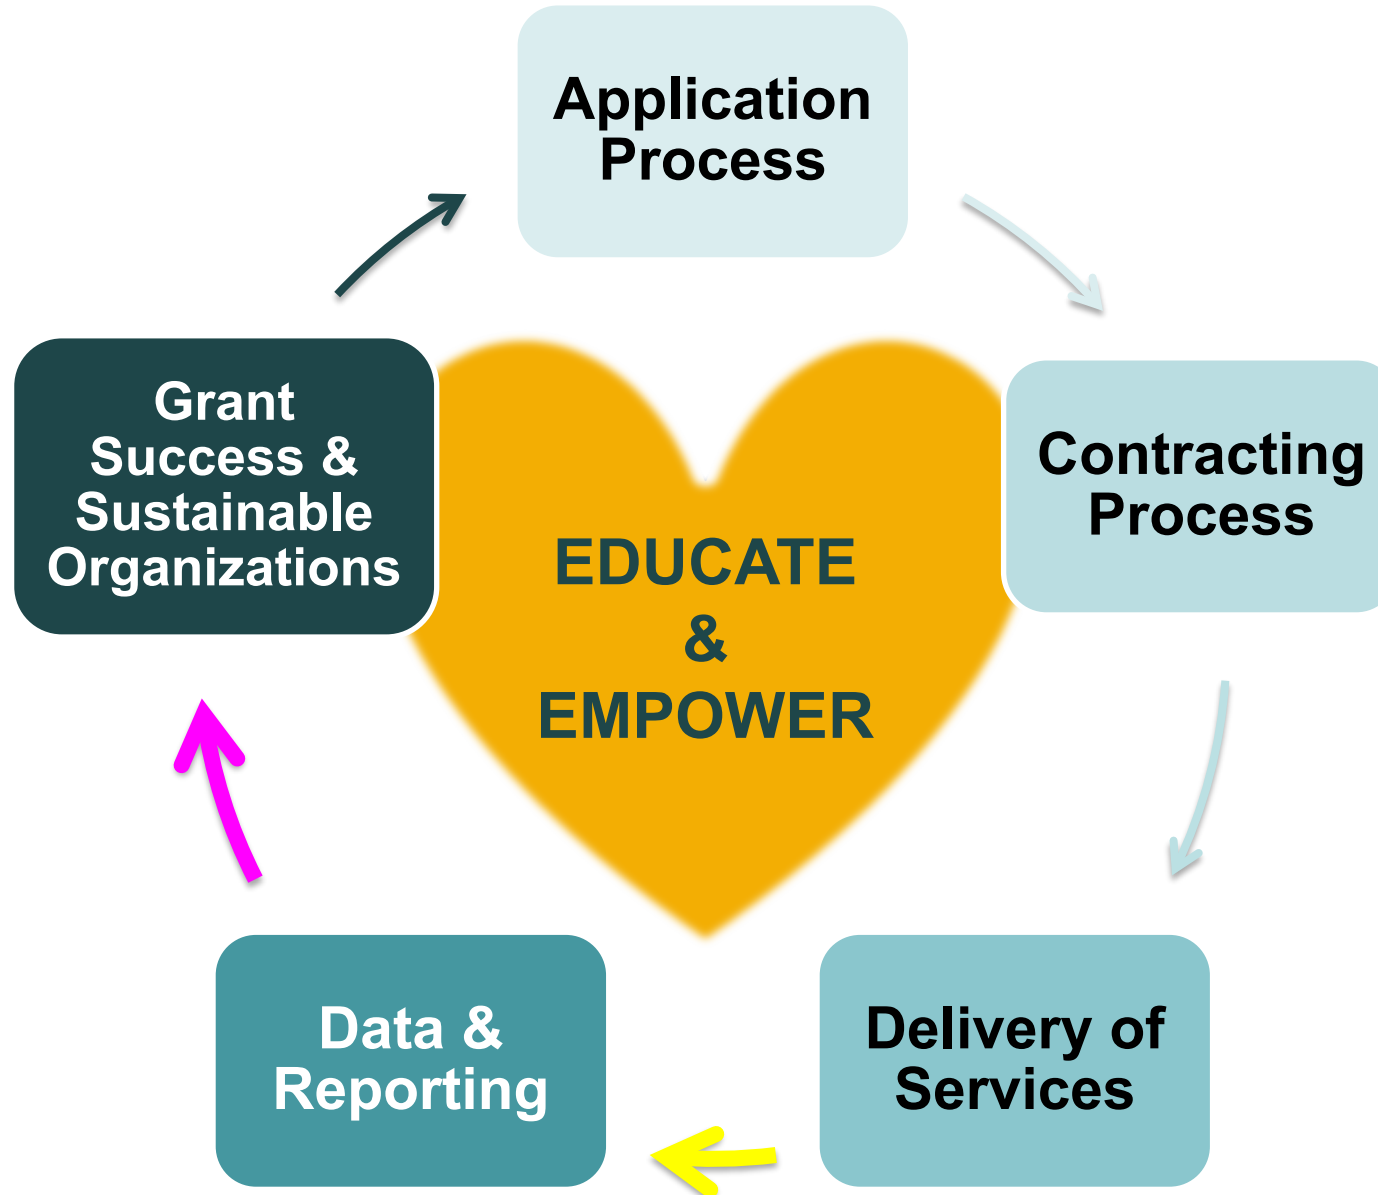 Application
Process
Contracting
Process
Delivery of
Services
Data &
Reporting
Grant
Success &
Sustainable
Organizations
EDUCATE
&
EMPOWER